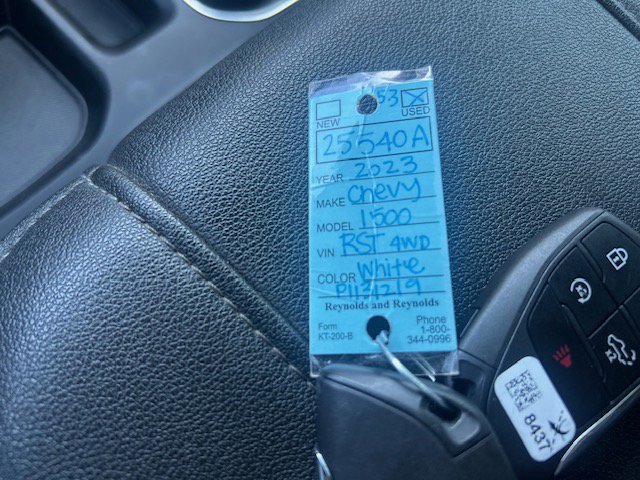 53
NEW USED
25540A
YEAR 2023
MAKE Chevy
MODEL 1500
VIN RST 4WD
COLOR White
P1131219
Reynolds and Reynolds
Form Phone
KT-200-B 1-800-
344-0996
8437